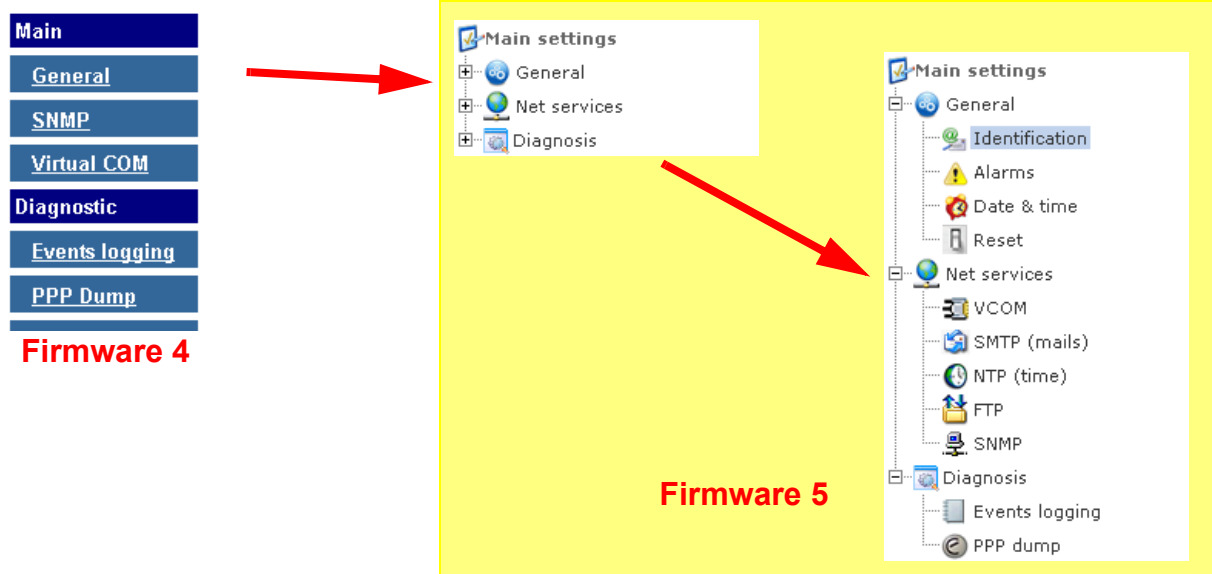 Main
General
SNMP
Virtual COM
Diagnostic
Events logging
PPP Dump
Firmware 4
Main settings
General
Net services
Diagnosis
Main settings
General
Identification
Alarms
Date & time
Reset
Net services
VCOM
SMTP (mails)
NTP (time)
FTP
SNMP
Diagnosis
Events logging
PPP dump
Firmware 5